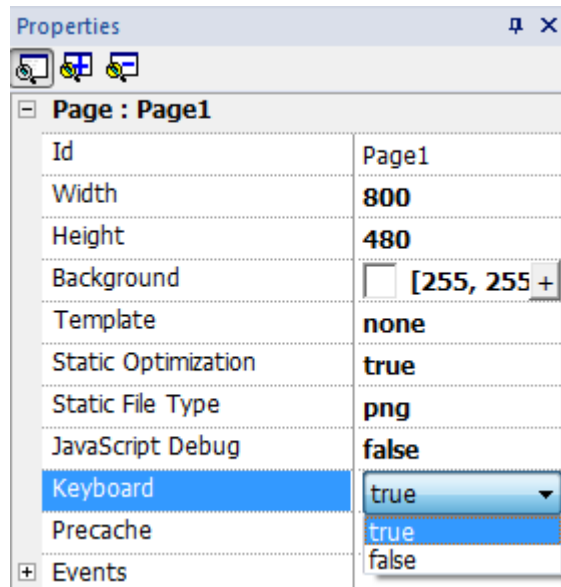 Properties
Page : Page1
Id Page1
Width 800
Height 480
Background [255, 255 +
Template none
Static Optimization true
Static File Type png
JavaScript Debug false
Keyboard true
Precache true
Events false